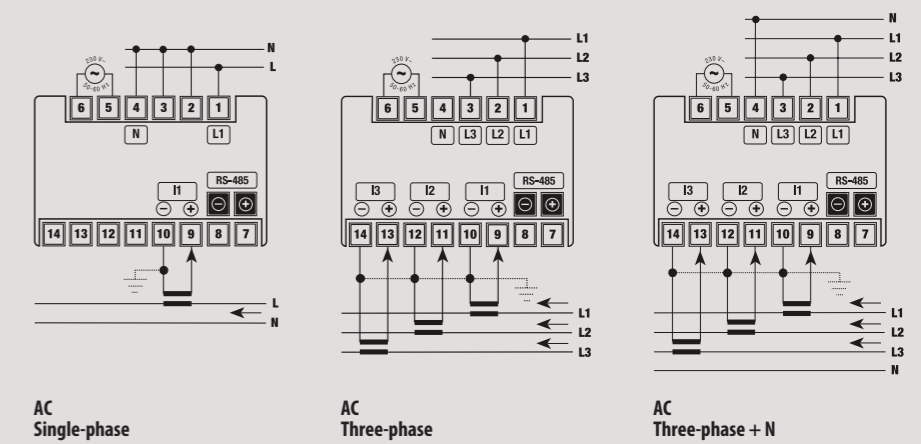 N
L
230 V~
50-60 Hz
6 5 4 3 2 1
N L1
I1 RS-485
− + − +
14 13 12 11 10 9 8 7
L
N
AC
Single-phase
L1
L2
L3
230 V~
50-60 Hz
6 5 4 3 2 1
N L3 L2 L1
I3 I2 I1 RS-485
− + − + − + − +
14 13 12 11 10 9 8 7
L1
L2
L3
AC
Three-phase
N
L1
L2
L3
230 V~
50-60 Hz
6 5 4 3 2 1
N L3 L2 L1
I3 I2 I1 RS-485
− + − + − + − +
14 13 12 11 10 9 8 7
L1
L2
L3
N
AC
Three-phase + N